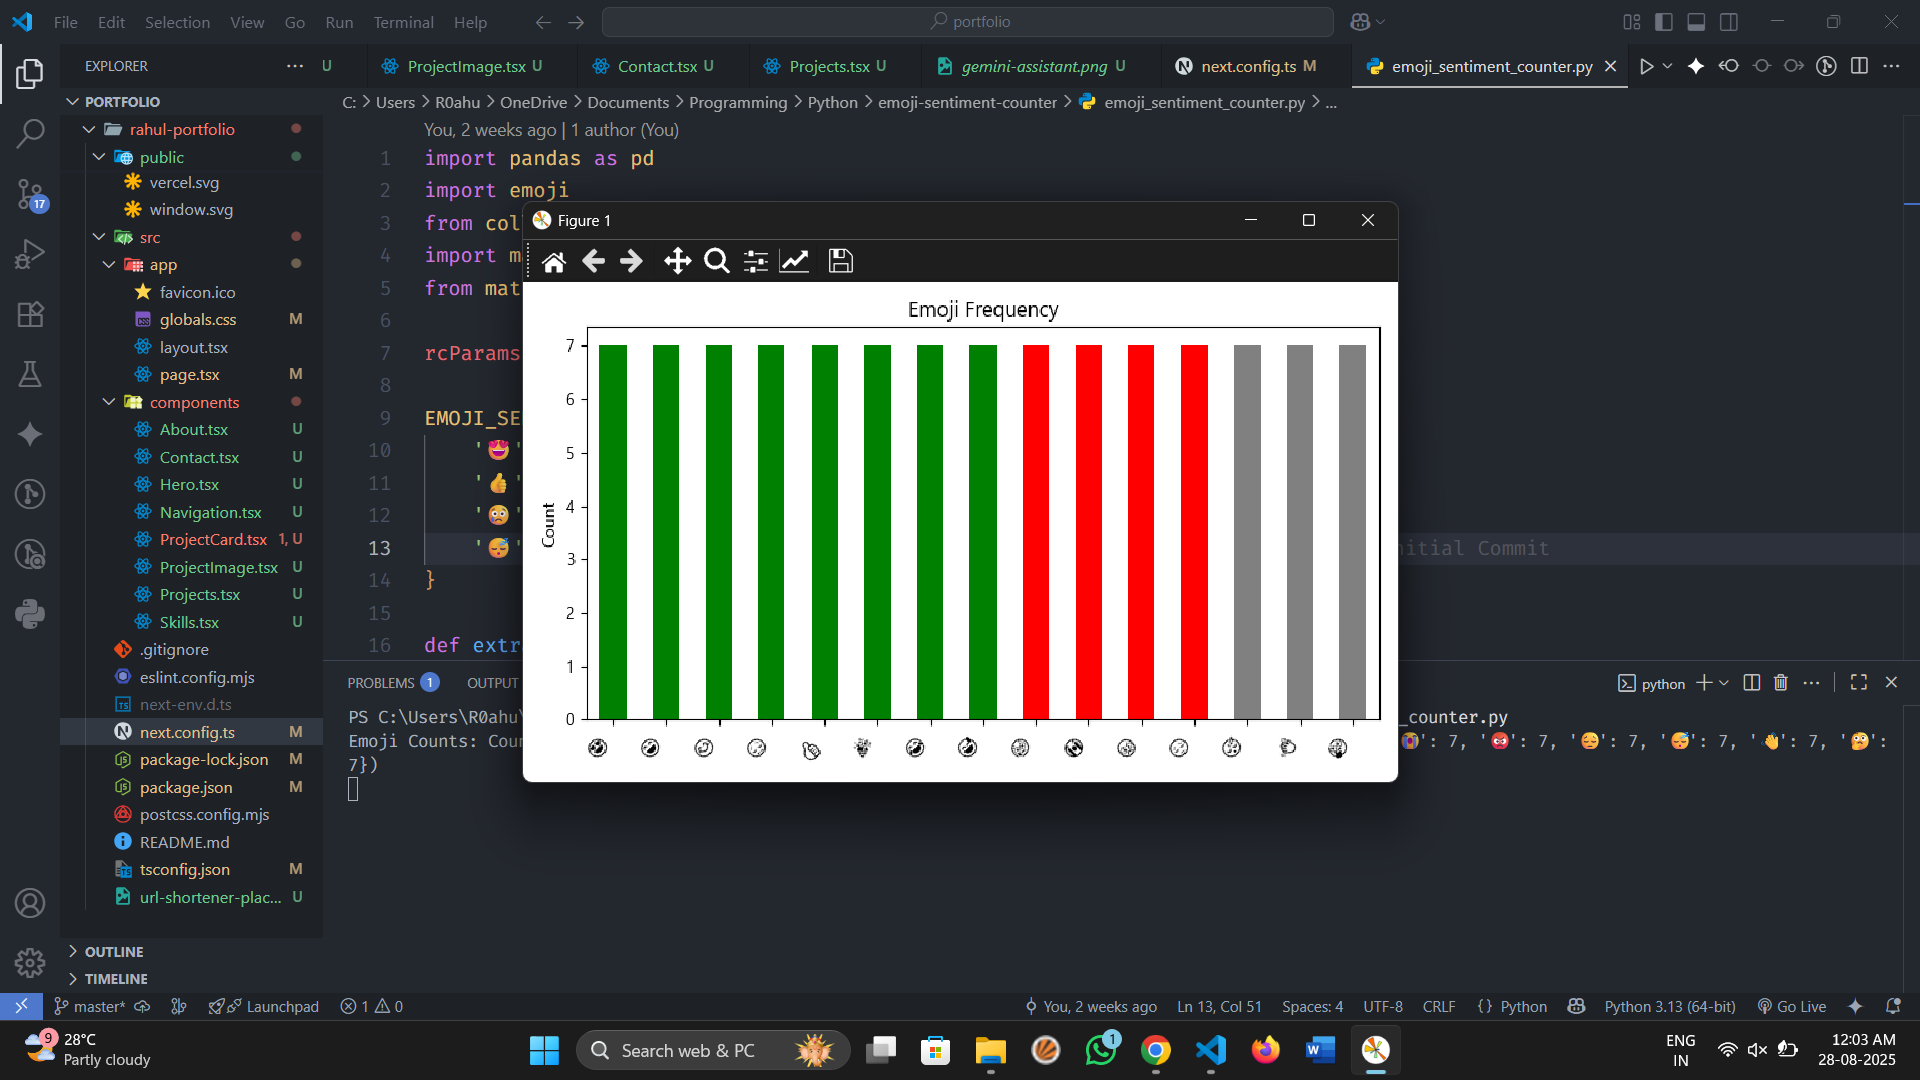 File Edit Selection View Go Run Terminal Help
portfolio
EXPLORER
U
ProjectImage.tsx U
Contact.tsx U
Projects.tsx U
gemini-assistant.png U
next.config.ts M
emoji_sentiment_counter.py
C: > Users > R0ahu > OneDrive > Documents > Programming > Python > emoji-sentiment-counter > emoji_sentiment_counter.py > ...
PORTFOLIO
rahul-portfolio
public
vercel.svg
window.svg
src
app
favicon.ico
globals.css M
layout.tsx
page.tsx M
components
About.tsx U
Contact.tsx U
Hero.tsx U
Navigation.tsx U
ProjectCard.tsx 1, U
ProjectImage.tsx U
Projects.tsx U
Skills.tsx U
.gitignore
eslint.config.mjs
next-env.d.ts
next.config.ts M
package-lock.json M
package.json M
postcss.config.mjs
README.md
tsconfig.json M
url-shortener-plac... U
OUTLINE
TIMELINE
17
You, 2 weeks ago | 1 author (You)
1 import pandas as pd
2 import emoji
3 from col
4 import m
5 from mat
6
7 rcParams
8
9 EMOJI_SE
10 '🤩'
11 '👍'
12 '😢'
13 '😴' nitial Commit
14 }
15
16 def extr
Figure 1
Emoji Frequency
Count
7
6
5
4
3
2
1
0
PROBLEMS 1 OUTPUT
python
PS C:\Users\R0ahu\ _counter.py
Emoji Counts: Cou '😭': 7, '😡': 7, '😔': 7, '😴': 7, '👋': 7, '🫢':
7})
master* Launchpad 1 0
You, 2 weeks ago Ln 13, Col 51 Spaces: 4 UTF-8 CRLF {} Python Python 3.13 (64-bit) Go Live
9
28°C
Partly cloudy
Search web & PC
1
ENG
IN
12:03 AM
28-08-2025